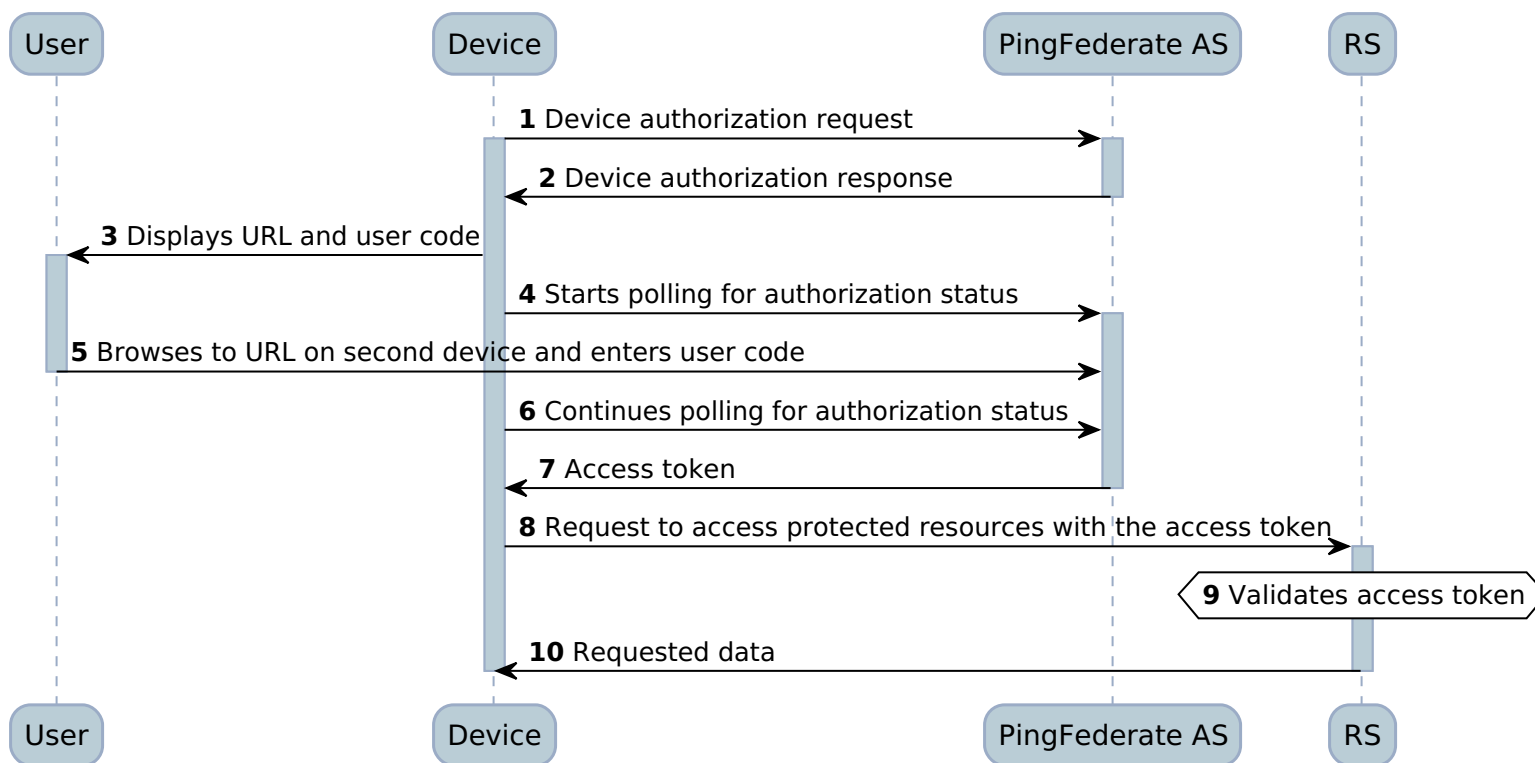 User
Device
PingFederate AS
RS
1 Device authorization request
2 Device authorization response
3 Displays URL and user code
4 Starts polling for authorization status
5 Browses to URL on second device and enters user code
6 Continues polling for authorization status
7 Access token
8 Request to access protected resources with the access token
9 Validates access token
10 Requested data
User
Device
PingFederate AS
RS